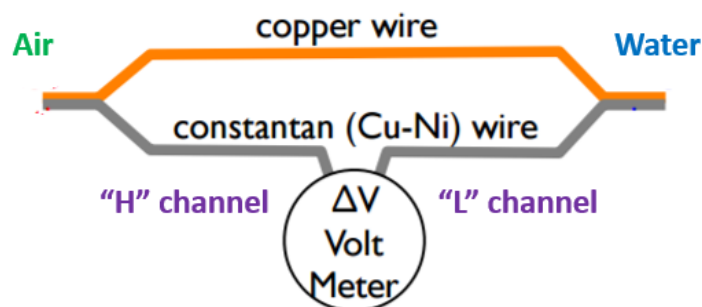 copper wire
Air
Water
constantan (Cu-Ni) wire
“H” channel
ΔV
“L” channel
Volt
Meter